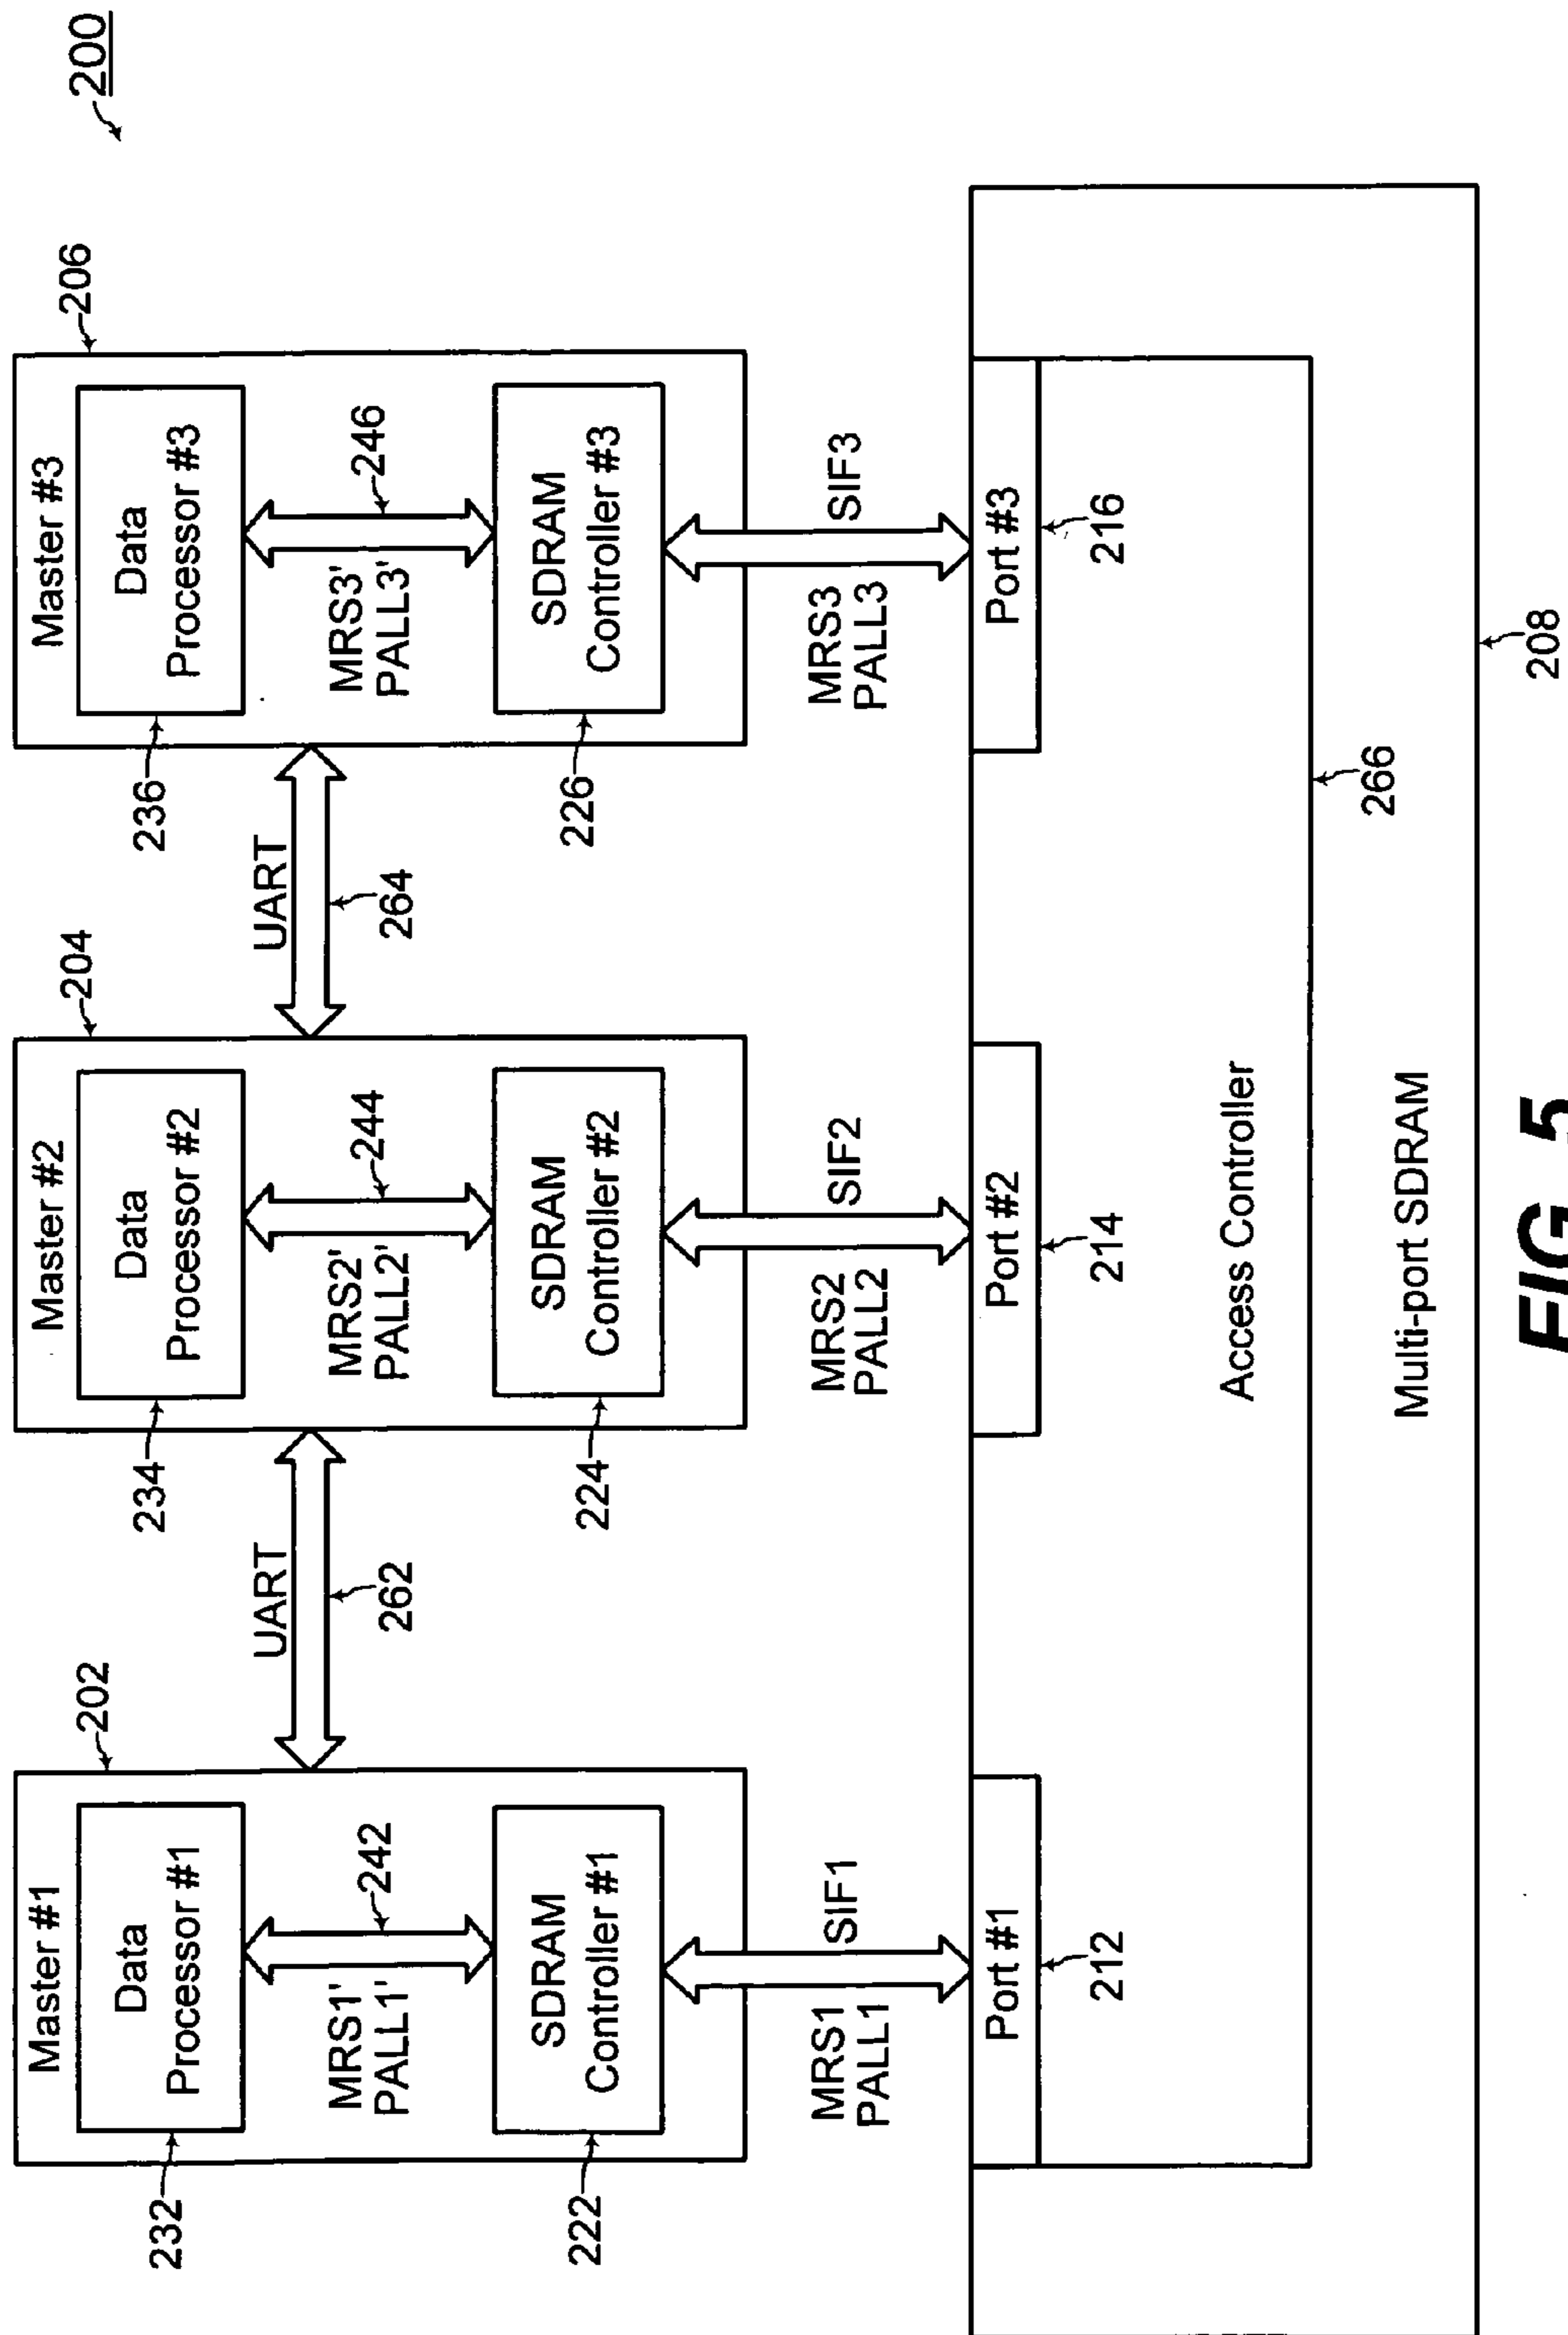 200
202
204
206
Master #1
Master #2
Master #3
232
Data
Processor #1
234
Data
Processor #2
236
Data
Processor #3
UART
262
UART
264
MRS1'
PALL1'
242
MRS2'
PALL2'
244
MRS3'
PALL3'
246
222
SDRAM
Controller #1
224
SDRAM
Controller #2
226
SDRAM
Controller #3
MRS1
PALL1
SIF1
MRS2
PALL2
SIF2
MRS3
PALL3
SIF3
Port #1
Port #2
Port #3
212
214
216
Access Controller
266
Multi-port SDRAM
208
FIG. 5